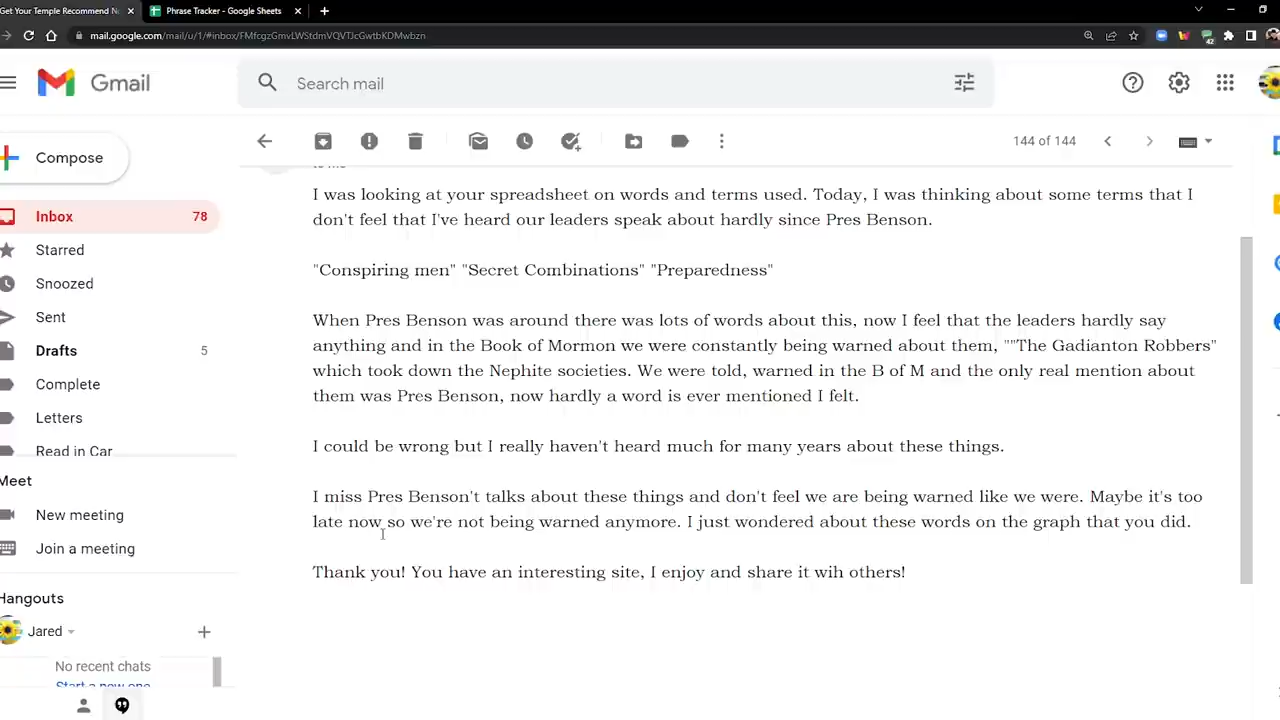 Get Your Temple Recommend N
Phrase Tracker - Google Sheets
mail.google.com/mail/u/1/#inbox/FMfcgzGmvLWStdmVQVTJcGwtbKDMwbzn
42
Gmail
Search mail
Compose
144 of 144
Inbox 78
Starred
Snoozed
Sent
Drafts 5
Complete
Letters
Read in Car
Meet
New meeting
Join a meeting
Hangouts
Jared
No recent chats
Start a new one
to me
I was looking at your spreadsheet on words and terms used. Today, I was thinking about some terms that I
don't feel that I've heard our leaders speak about hardly since Pres Benson.
"Conspiring men" "Secret Combinations" "Preparedness"
When Pres Benson was around there was lots of words about this, now I feel that the leaders hardly say
anything and in the Book of Mormon we were constantly being warned about them, ""The Gadianton Robbers"
which took down the Nephite societies. We were told, warned in the B of M and the only real mention about
them was Pres Benson, now hardly a word is ever mentioned I felt.
I could be wrong but I really haven't heard much for many years about these things.
I miss Pres Benson't talks about these things and don't feel we are being warned like we were. Maybe it's too
late now so we're not being warned anymore. I just wondered about these words on the graph that you did.
Thank you! You have an interesting site, I enjoy and share it wih others!